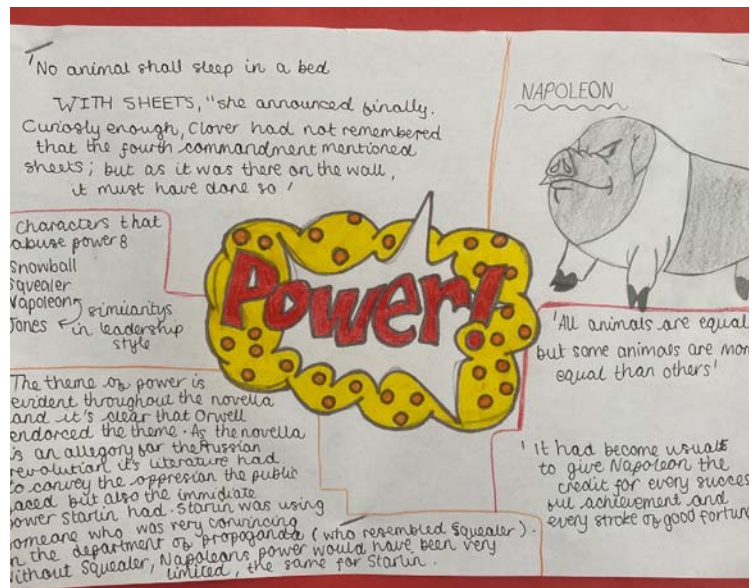 'No animal shall sleep in a bed
WITH SHEETS, "she announced finally.
Curiosly enough, Clover had not remembered
that the fourth commandment mentioned
sheets; but as it was there on the wall,
it must have done so '
NAPOLEON
Characters that
abuse power:
Snowball
Squealer
Napoleon
Jones
similaritys
in leadership
style
Power!
'All animals are equal
but some animals are more
equal than others'
The theme of power is
evident throughout the novella
and it's clear that Orwell
endorced the theme. As the novella
is an allegory for the Russian
revolution it's literature had
to convey the oppresian the public
faced but also the immidiate
power Starlin had. Starlin was using
someone who was very convincing
in the department of propaganda (who resembled Squealer).
Without Squealer, Napoleans power would have been very
limited, the same for Starlin.
'It had become usual
to give Napoleon the
credit for every success
ful achievement and
every stroke of good fortune